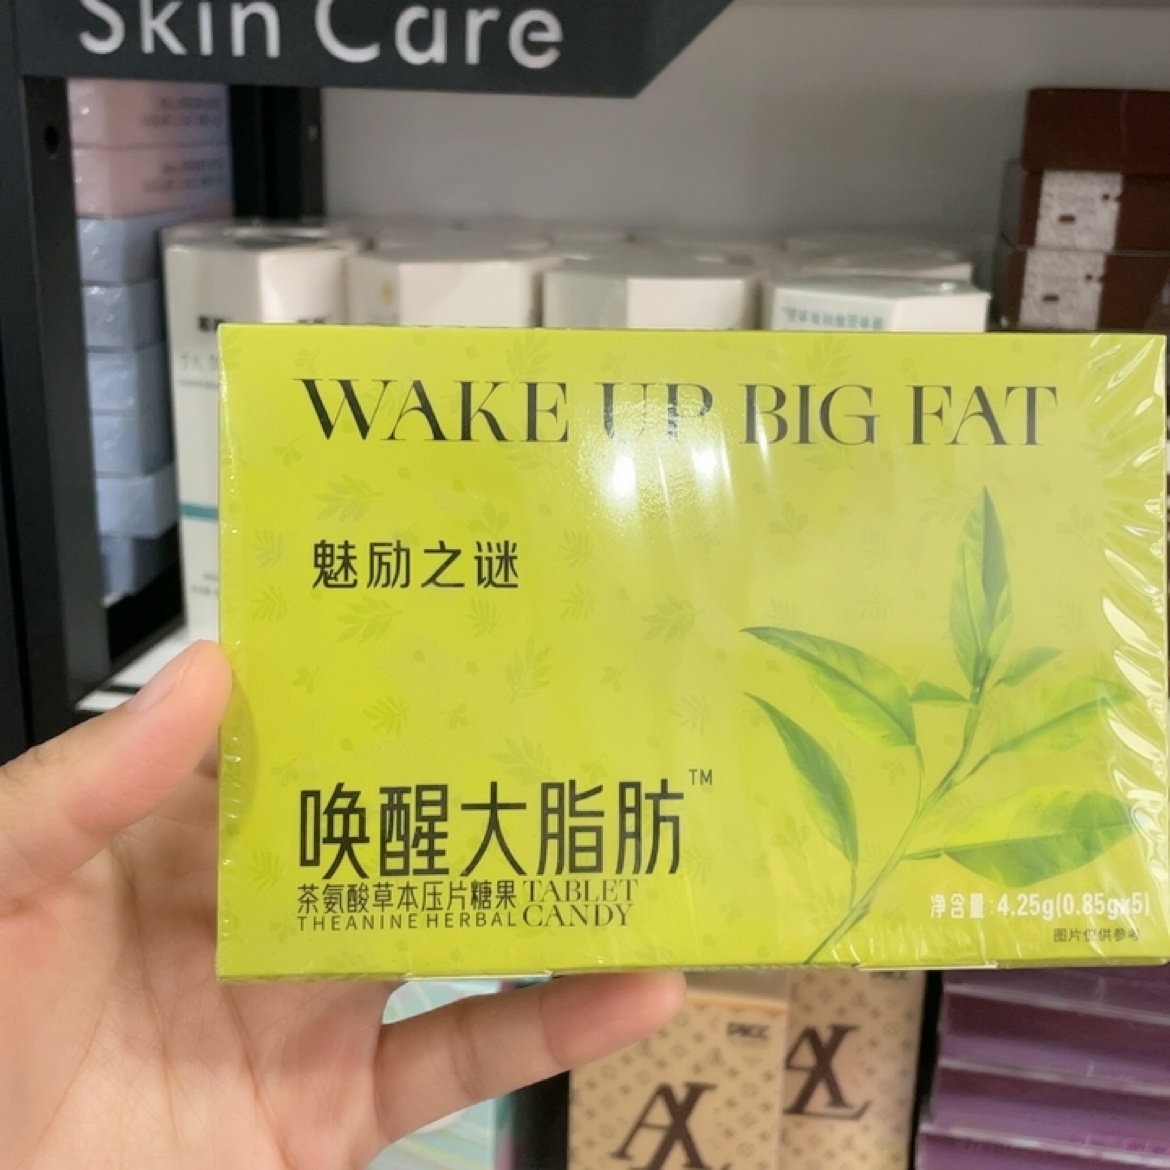 Skin Care
WAKE UP BIG FAT
魅励之谜
唤醒大脂肪™
茶氨酸草本压片糖果 TABLET
THEANINE HERBAL CANDY
净含量:4.25g(0.85gx5)
图片仅供参考